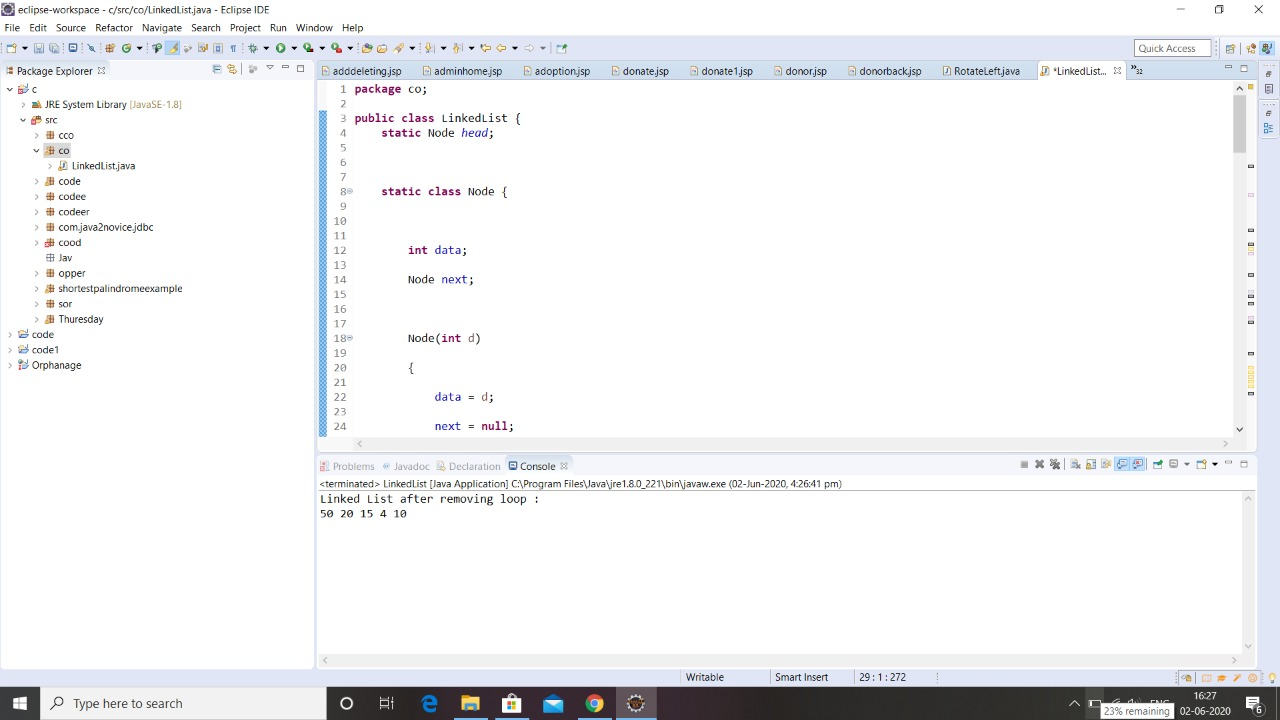 eclipse-workspace - c/src/co/LinkedList.java - Eclipse IDE
File Edit Source Refactor Navigate Search Project Run Window Help
Quick Access
Package Explorer
c
JRE System Library [JavaSE-1.8]
src
cco
co
LinkedList.java
code
codee
codeer
com.java2novice.jdbc
cood
Jav
opper
shortestpalindromeexample
sor
Thuresday
code
code1
Orphanage
adddeleting.jsp adminhome.jsp adoption.jsp donate.jsp donate1.jsp donor.jsp donorback.jsp RotateLeft.java *LinkedList... »32
1 package co;
2
3 public class LinkedList {
4 static Node head;
5
6
7
8 static class Node {
9
10
11
12 int data;
13
14 Node next;
15
16
17
18 Node(int d)
19
20 {
21
22 data = d;
23
24 next = null;
Problems Javadoc Declaration Console
<terminated> LinkedList [Java Application] C:\Program Files\Java\jre1.8.0_221\bin\javaw.exe (02-Jun-2020, 4:26:41 pm)
Linked List after removing loop :
50 20 15 4 10
Writable Smart Insert 29 : 1 : 272
Type here to search
ENG 16:27
23% remaining 02-06-2020 6